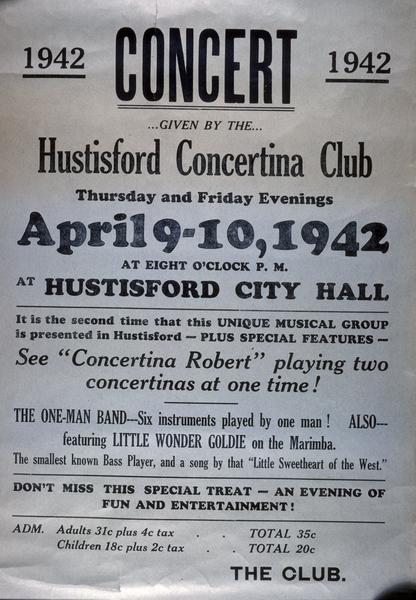 1942 CONCERT 1942
...GIVEN BY THE...
Hustisford Concertina Club
Thursday and Friday Evenings
April 9-10, 1942
AT EIGHT O'CLOCK P. M.
AT HUSTISFORD CITY HALL
It is the second time that this UNIQUE MUSICAL GROUP
is presented in Hustisford — PLUS SPECIAL FEATURES —
See "Concertina Robert" playing two
concertinas at one time!
THE ONE-MAN BAND---Six instruments played by one man! ALSO---
featuring LITTLE WONDER GOLDIE on the Marimba.
The smallest known Bass Player, and a song by that "Little Sweetheart of the West."
DON'T MISS THIS SPECIAL TREAT — AN EVENING OF
FUN AND ENTERTAINMENT!
ADM. Adults 31c plus 4c tax . . TOTAL 35c
Children 18c plus 2c tax . . TOTAL 20c
THE CLUB.